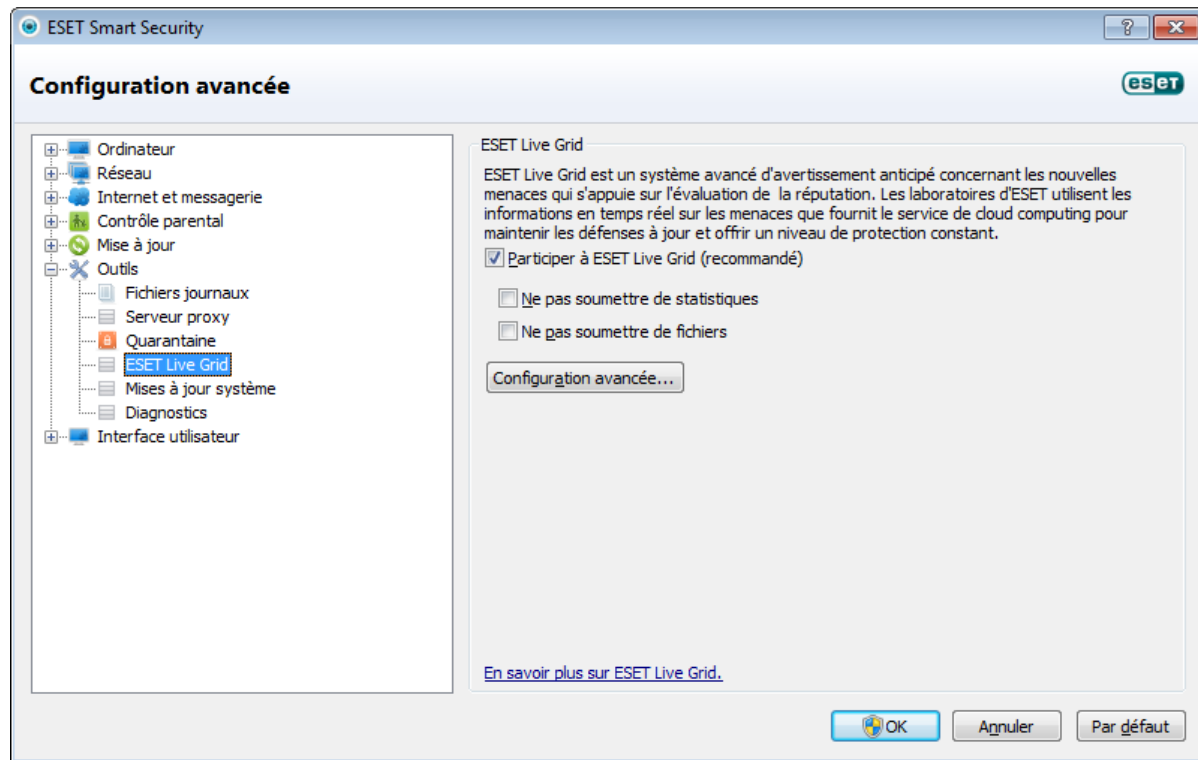 ESET Smart Security
Configuration avancée
eset
Ordinateur
Réseau
Internet et messagerie
Contrôle parental
Mise à jour
Outils
Fichiers journaux
Serveur proxy
Quarantaine
ESET Live Grid
Mises à jour système
Diagnostics
Interface utilisateur
ESET Live Grid
ESET Live Grid est un système avancé d'avertissement anticipé concernant les nouvelles
menaces qui s'appuie sur l'évaluation de  la réputation. Les laboratoires d'ESET utilisent les
informations en temps réel sur les menaces que fournit le service de cloud computing pour
maintenir les défenses à jour et offrir un niveau de protection constant.
Participer à ESET Live Grid (recommandé)
Ne pas soumettre de statistiques
Ne pas soumettre de fichiers
Configuration avancée...
En savoir plus sur ESET Live Grid.
OK
Annuler
Par défaut